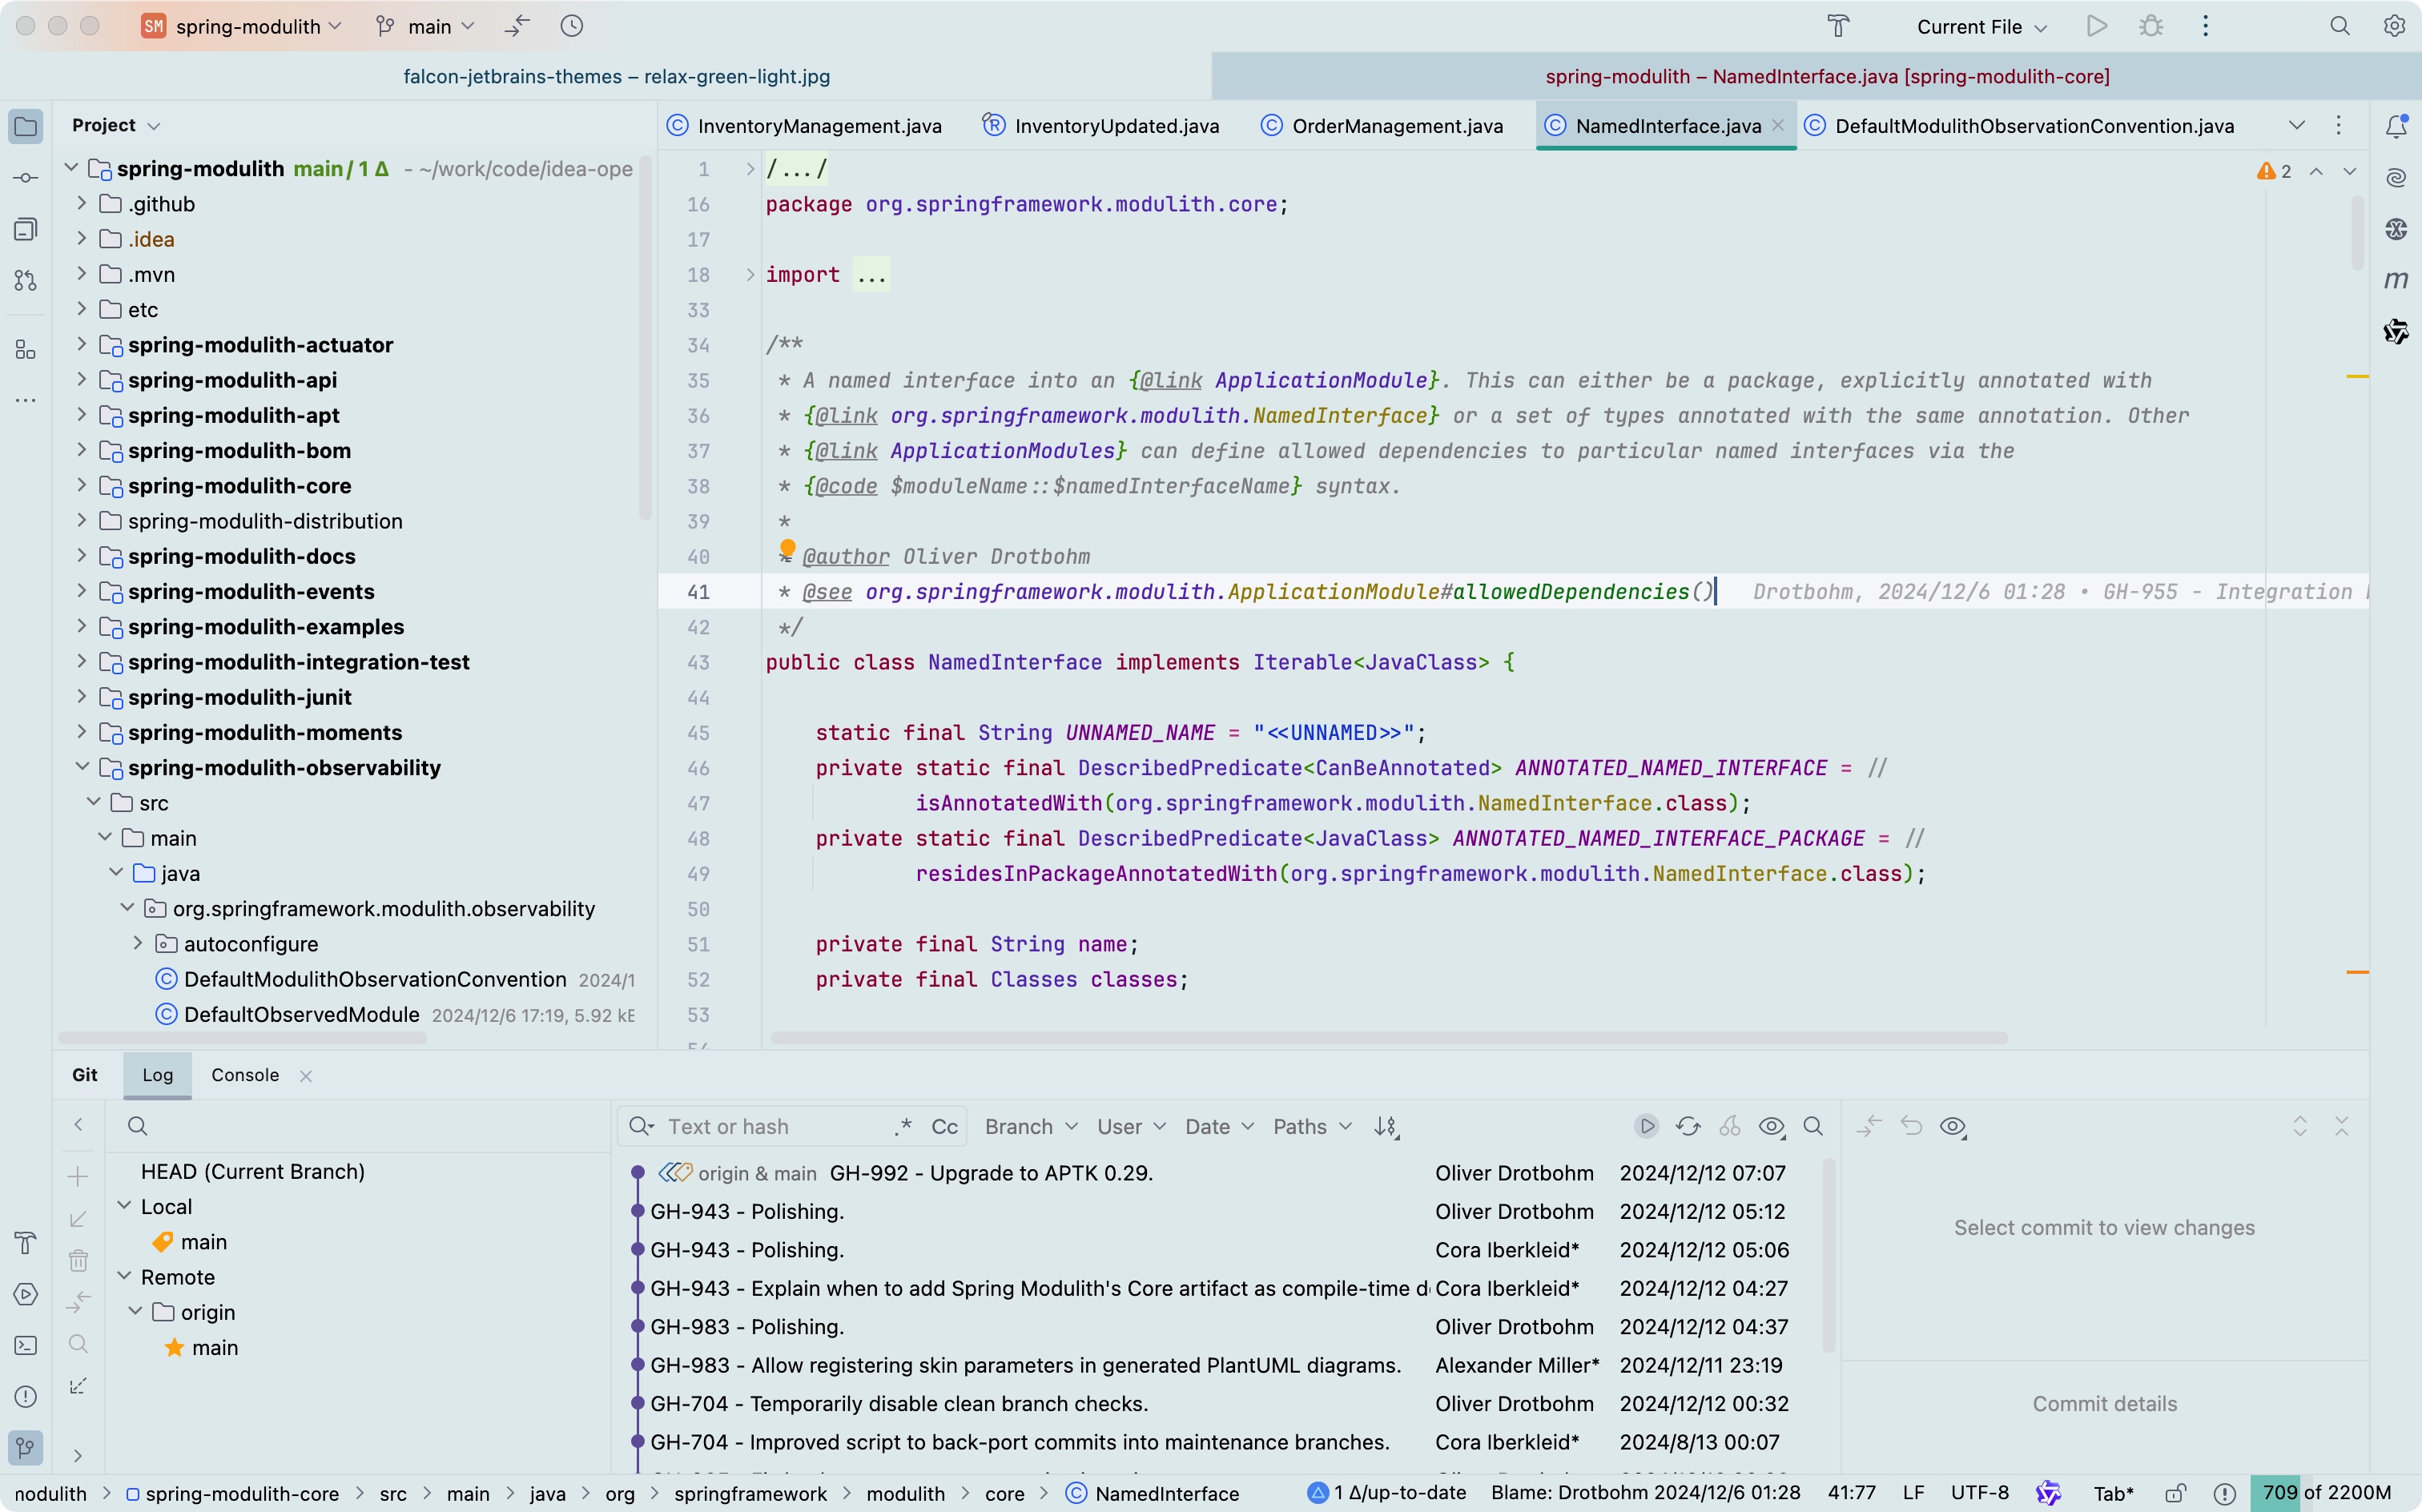 SM spring-modulith main Current File
falcon-jetbrains-themes – relax-green-light.jpg
spring-modulith – NamedInterface.java [spring-modulith-core]
Project
spring-modulith main / 1 Δ - ~/work/code/idea-ope
.github
.idea
.mvn
etc
spring-modulith-actuator
spring-modulith-api
spring-modulith-apt
spring-modulith-bom
spring-modulith-core
spring-modulith-distribution
spring-modulith-docs
spring-modulith-events
spring-modulith-examples
spring-modulith-integration-test
spring-modulith-junit
spring-modulith-moments
spring-modulith-observability
src
main
java
org.springframework.modulith.observability
autoconfigure
DefaultModulithObservationConvention 2024/1
DefaultObservedModule 2024/12/6 17:19, 5.92 kB
InventoryManagement.java InventoryUpdated.java OrderManagement.java NamedInterface.java DefaultModulithObservationConvention.java
2
1 /.../
16 package org.springframework.modulith.core;
17
18 import ...
33
34 /**
35 * A named interface into an {@link ApplicationModule}. This can either be a package, explicitly annotated with
36 * {@link org.springframework.modulith.NamedInterface} or a set of types annotated with the same annotation. Other
37 * {@link ApplicationModules} can define allowed dependencies to particular named interfaces via the
38 * {@code $moduleName::$namedInterfaceName} syntax.
39 *
40 * @author Oliver Drotbohm
41 * @see org.springframework.modulith.ApplicationModule#allowedDependencies() Drotbohm, 2024/12/6 01:28 • GH-955 - Integration
42 */
43 public class NamedInterface implements Iterable<JavaClass> {
44
45 static final String UNNAMED_NAME = "<<UNNAMED>>";
46 private static final DescribedPredicate<CanBeAnnotated> ANNOTATED_NAMED_INTERFACE = //
47 isAnnotatedWith(org.springframework.modulith.NamedInterface.class);
48 private static final DescribedPredicate<JavaClass> ANNOTATED_NAMED_INTERFACE_PACKAGE = //
49 residesInPackageAnnotatedWith(org.springframework.modulith.NamedInterface.class);
50
51 private final String name;
52 private final Classes classes;
53
Git Log Console
HEAD (Current Branch)
Local
main
Remote
origin
main
Text or hash .* Cc Branch User Date Paths
origin & main GH-992 - Upgrade to APTK 0.29. Oliver Drotbohm 2024/12/12 07:07
GH-943 - Polishing. Oliver Drotbohm 2024/12/12 05:12
GH-943 - Polishing. Cora Iberkleid* 2024/12/12 05:06
GH-943 - Explain when to add Spring Modulith's Core artifact as compile-time d Cora Iberkleid* 2024/12/12 04:27
GH-983 - Polishing. Oliver Drotbohm 2024/12/12 04:37
GH-983 - Allow registering skin parameters in generated PlantUML diagrams. Alexander Miller* 2024/12/11 23:19
GH-704 - Temporarily disable clean branch checks. Oliver Drotbohm 2024/12/12 00:32
GH-704 - Improved script to back-port commits into maintenance branches. Cora Iberkleid* 2024/8/13 00:07
Select commit to view changes
Commit details
modulith spring-modulith-core src main java org springframework modulith core NamedInterface 1 Δ/up-to-date Blame: Drotbohm 2024/12/6 01:28 41:77 LF UTF-8 Tab* 709 of 2200M